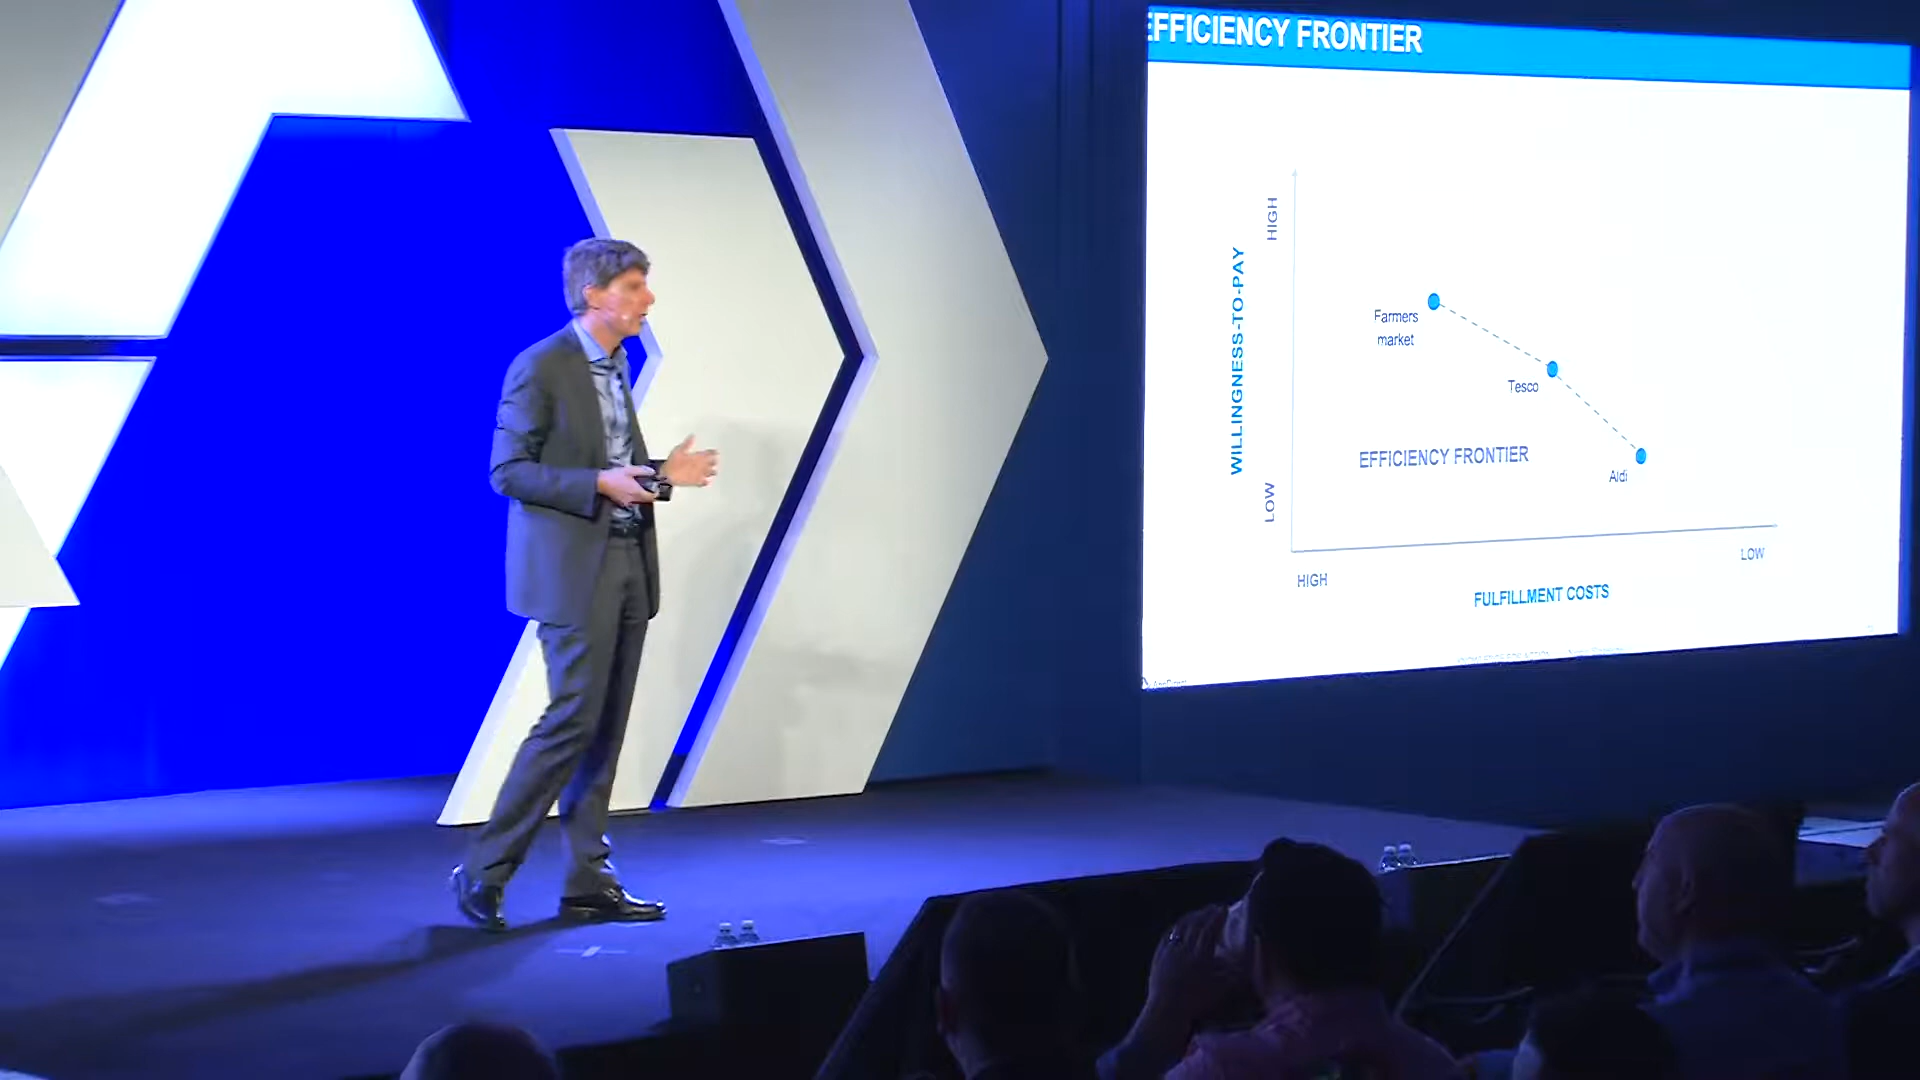 EFFICIENCY FRONTIER
HIGH
WILLINGNESS-TO-PAY
LOW
Farmers
market
Tesco
Aldi
EFFICIENCY FRONTIER
HIGH
LOW
FULFILLMENT COSTS